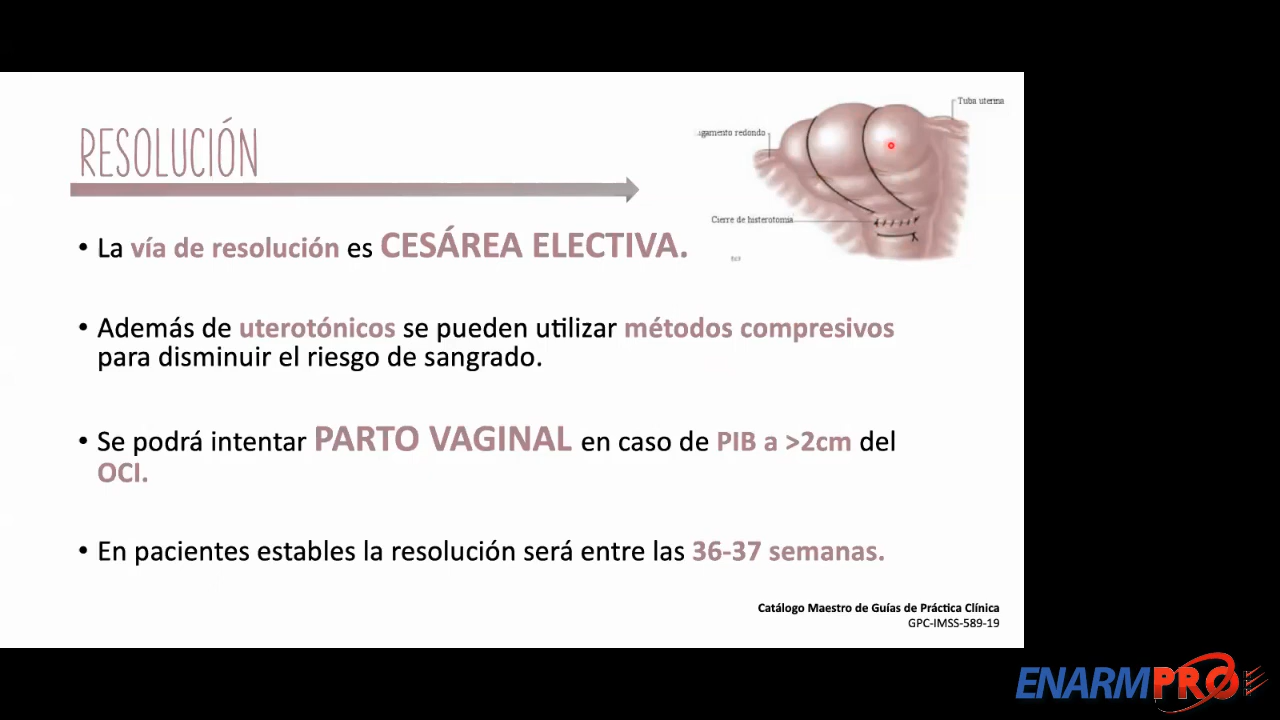 RESOLUCIÓN
Tuba uterina
igamento redondo
Cierre de histerotomía
• La vía de resolución es CESÁREA ELECTIVA.
• Además de uterotónicos se pueden utilizar métodos compresivos
para disminuir el riesgo de sangrado.
• Se podrá intentar PARTO VAGINAL en caso de PIB a >2cm del
OCI.
• En pacientes estables la resolución será entre las 36-37 semanas.
Catálogo Maestro de Guías de Práctica Clínica
GPC-IMSS-589-19
ENARMPRO